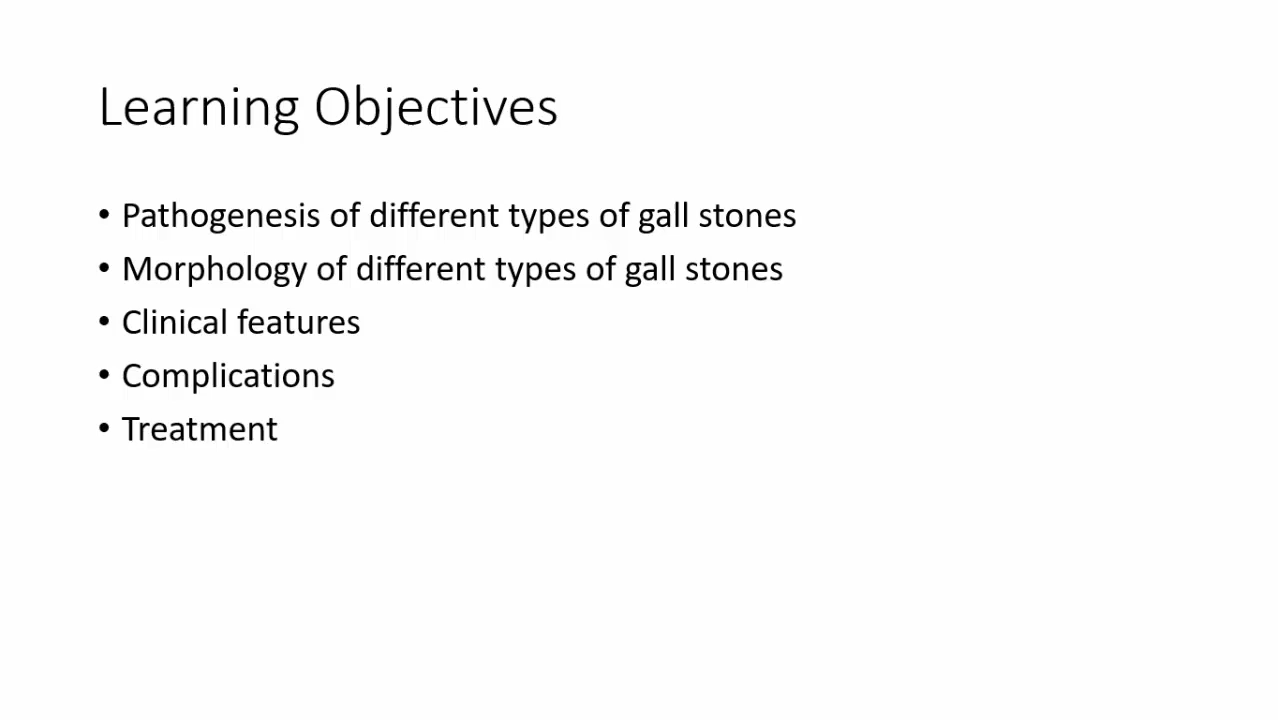 Learning Objectives
• Pathogenesis of different types of gall stones
• Morphology of different types of gall stones
• Clinical features
• Complications
• Treatment